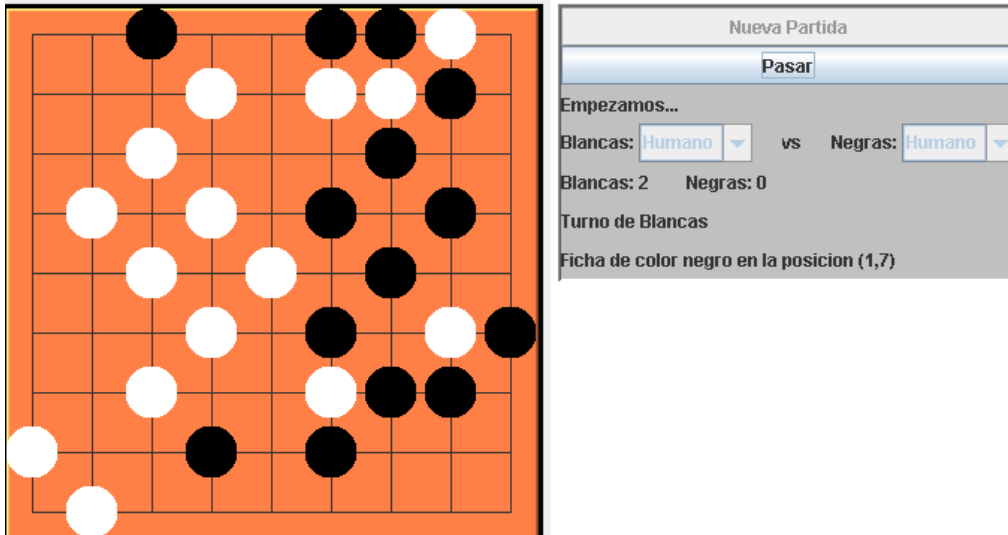 Nueva Partida
Pasar
Empezamos...
Blancas: Humano vs Negras: Humano
Blancas: 2 Negras: 0
Turno de Blancas
Ficha de color negro en la posicion (1,7)